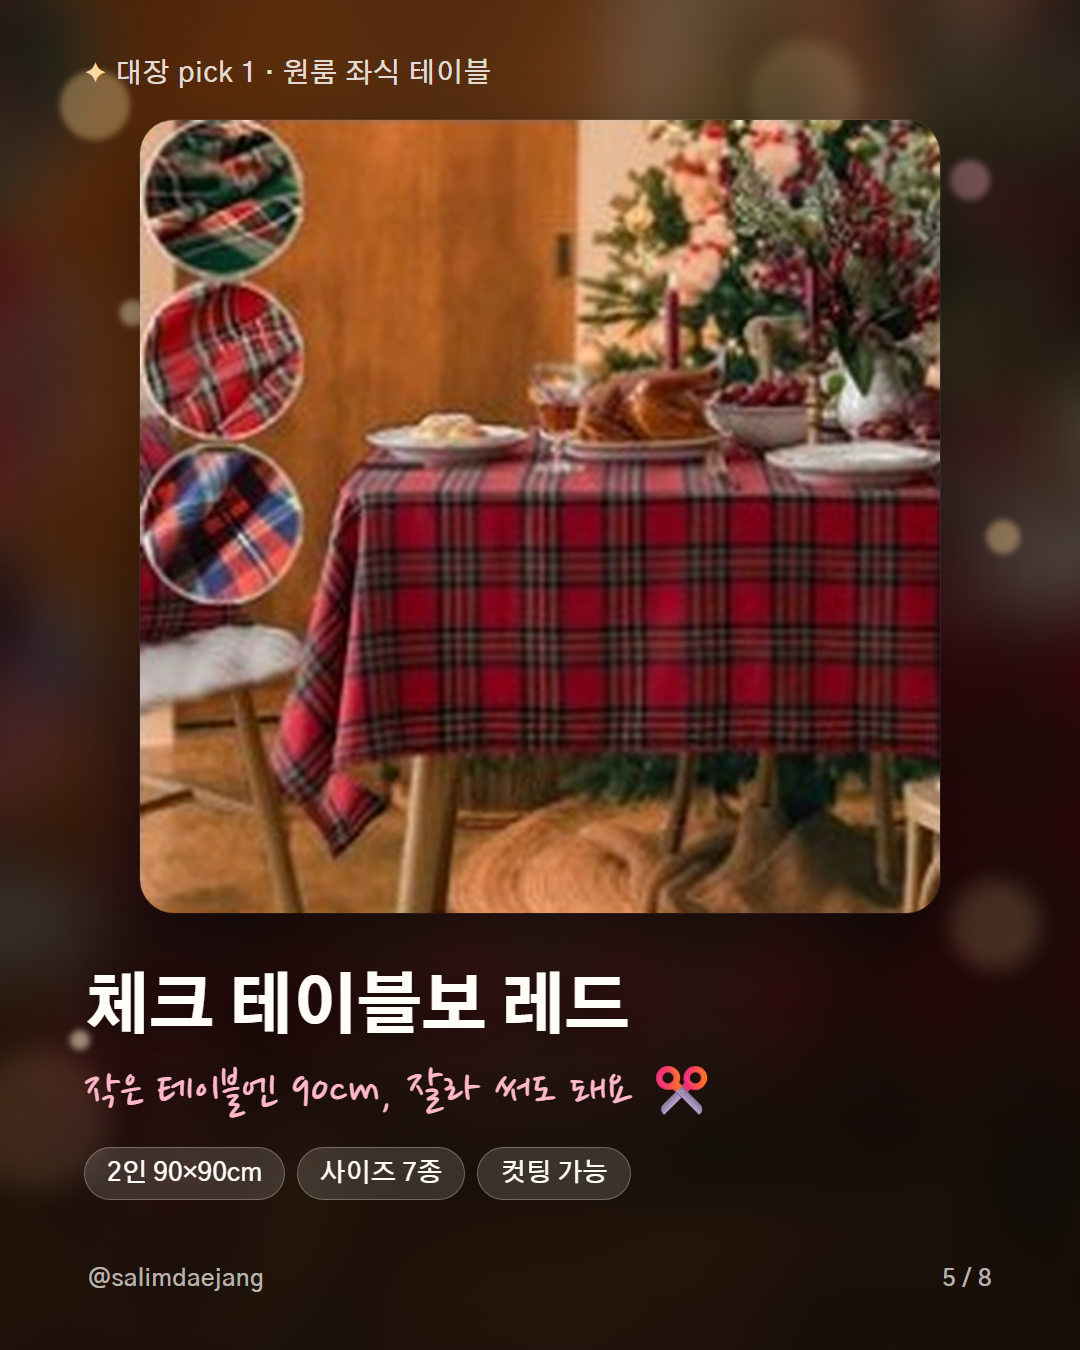 ✦ 대장 pick 1 · 원룸 좌식 테이블
체크 테이블보 레드
작은 테이블엔 90cm, 잘라 써도 돼요
2인 90×90cm
사이즈 7종
컷팅 가능
@salimdaejang
5 / 8